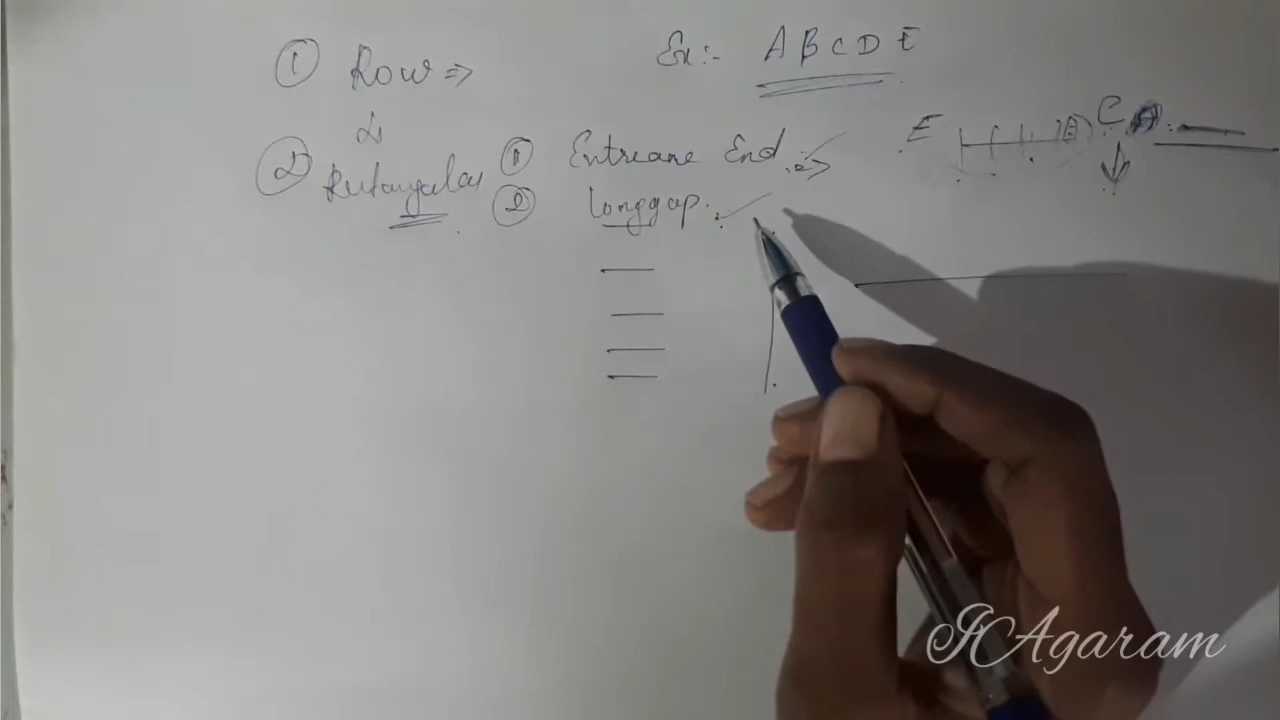 ① Row ⇒
Ex:- A B C D E
E B C A
② Rectangular
① Entreane End
② longgap.
ICAgaram